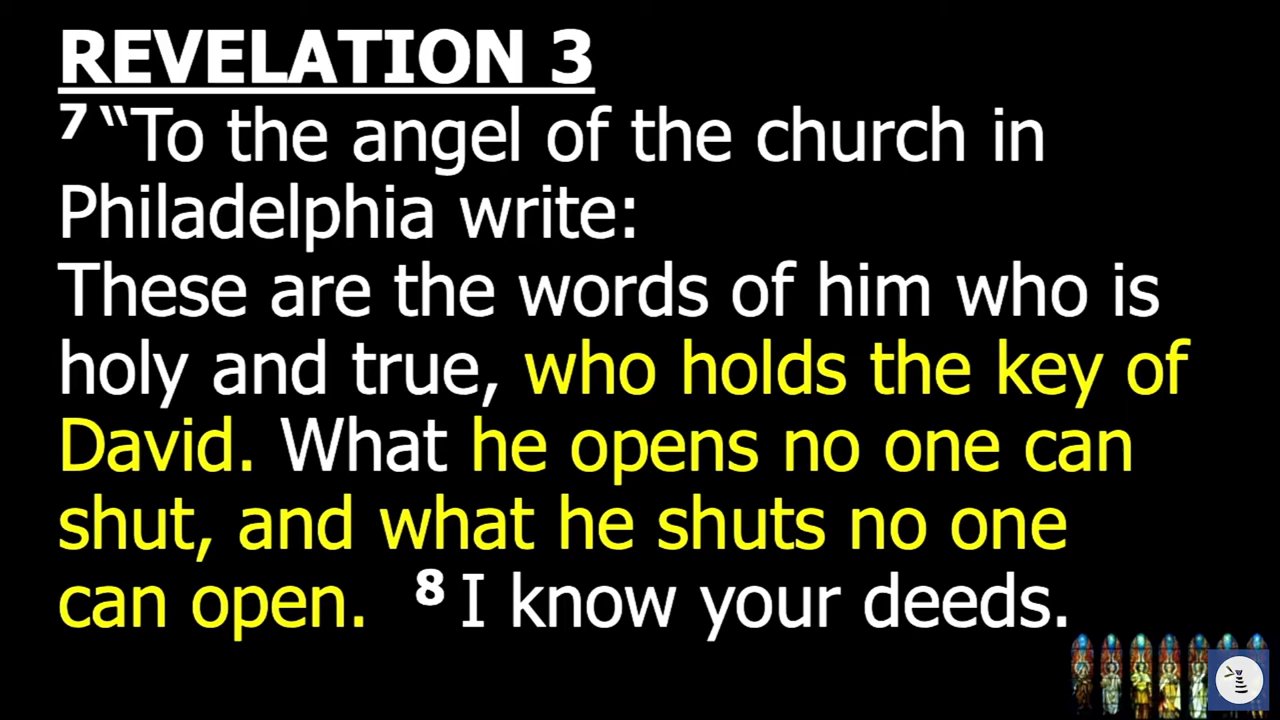 REVELATION 3
7 “To the angel of the church in
Philadelphia write:
These are the words of him who is
holy and true, who holds the key of
David. What he opens no one can
shut, and what he shuts no one
can open. 8 I know your deeds.